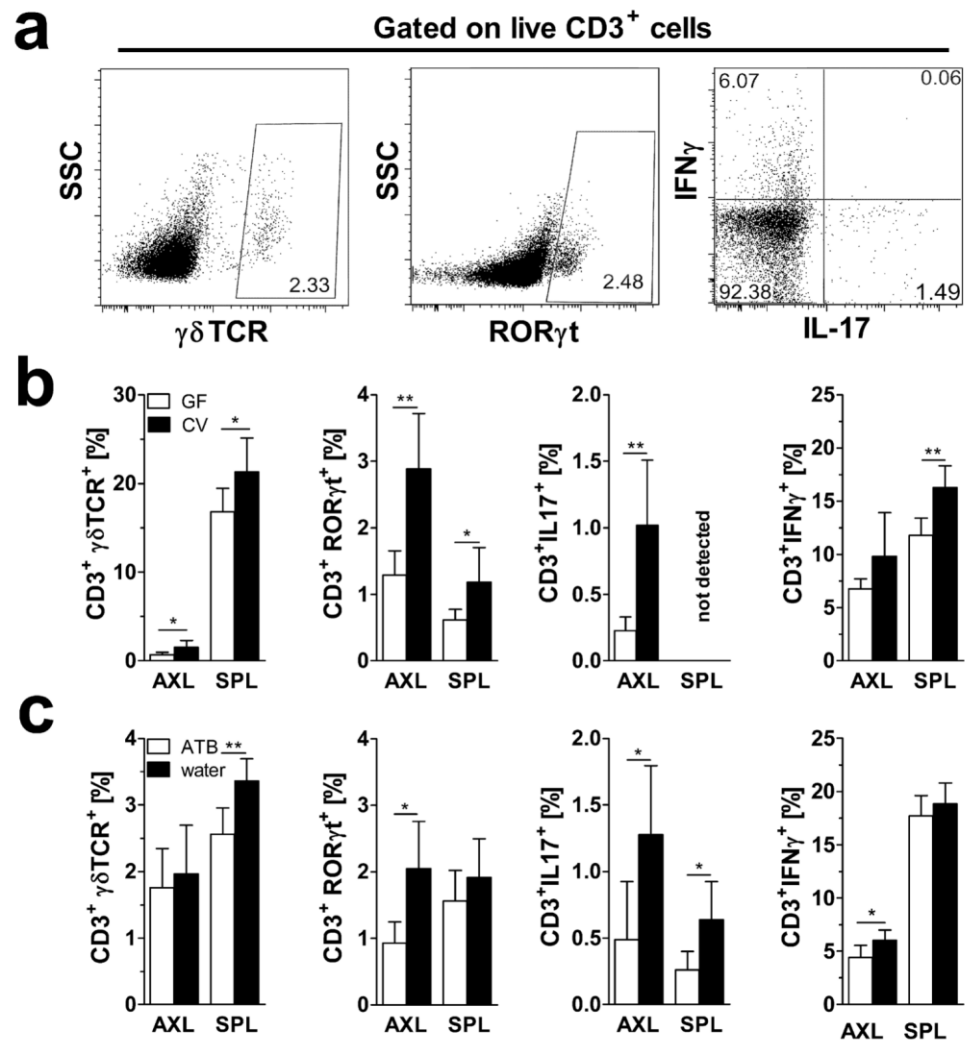 a
Gated on live CD3+ cells
SSC
2.33
γδTCR
SSC
2.48
RORγt
IFNγ
6.07
0.06
92.38
1.49
IL-17
b
CD3+ γδTCR+ [%]
30
20
10
0
GF
CV
*
*
AXL SPL
CD3+ RORγt+ [%]
4
3
2
1
0
**
*
AXL SPL
CD3+IL17+ [%]
2.0
1.5
1.0
0.5
0.0
**
not detected
AXL SPL
CD3+IFNγ+ [%]
25
20
15
10
5
0
**
AXL SPL
c
CD3+ γδTCR+ [%]
4
3
2
1
0
ATB
water
**
AXL SPL
CD3+ RORγt+ [%]
4
3
2
1
0
*
AXL SPL
CD3+IL17+ [%]
2.0
1.5
1.0
0.5
0.0
*
*
AXL SPL
CD3+IFNγ+ [%]
25
20
15
10
5
0
*
AXL SPL